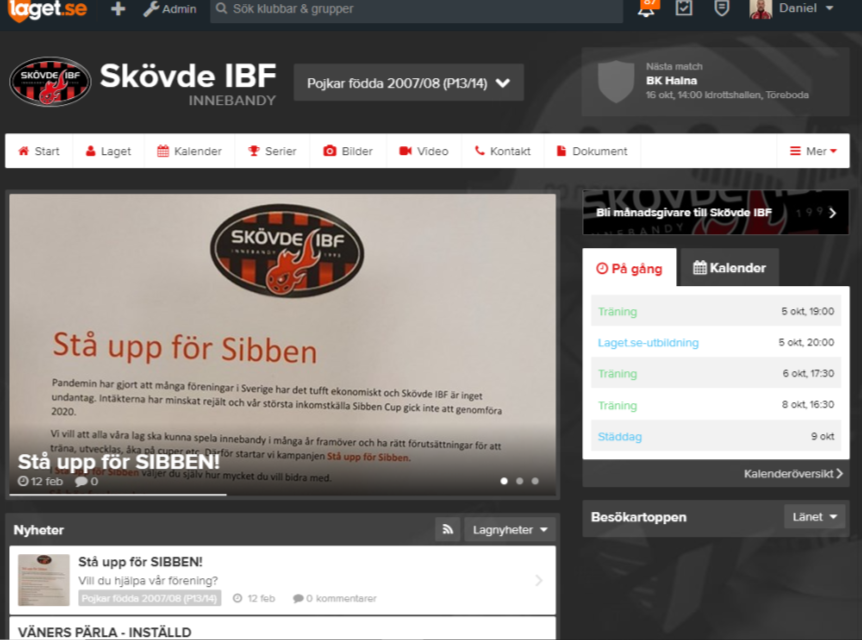 laget.se
Admin
Sök klubbar & grupper
87
Daniel
SKÖVDE IBF
Skövde IBF
INNEBANDY
Pojkar födda 2007/08 (P13/14)
Nästa match
BK Halna
16 okt, 14:00 Idrottshallen, Töreboda
Start
Laget
Kalender
Serier
Bilder
Video
Kontakt
Dokument
Mer
SKÖVDE IBF
INNEBANDY 1992
Stå upp för Sibben
Pandemin har gjort att många föreningar i Sverige har det tufft ekonomiskt och Skövde IBF är inget
undantag. Intäkterna har minskat rejält och vår största inkomstkälla Sibben Cup gick inte att genomföra
2020.
Vi vill att alla våra lag ska kunna spela innebandy i många år framöver och ha rätt förutsättningar för att
träna, utvecklas, åka på cuper etc. Därför startar vi kampanjen Stå upp för Sibben.
för Sibben väljer du själv hur mycket du vill bidra med.
Stå upp för SIBBEN!
12 feb
0
Bli månadsgivare till Skövde IBF
På gång
Kalender
Träning 5 okt, 19:00
Laget.se-utbildning 5 okt, 20:00
Träning 6 okt, 17:30
Träning 8 okt, 16:30
Städdag 9 okt
Kalenderöversikt
Besökartoppen
Länet
Nyheter
Lagnyheter
Stå upp för SIBBEN!
Vill du hjälpa vår förening?
Pojkar födda 2007/08 (P13/14) 12 feb 0 kommentarer
VÄNERS PÄRLA - INSTÄLLD